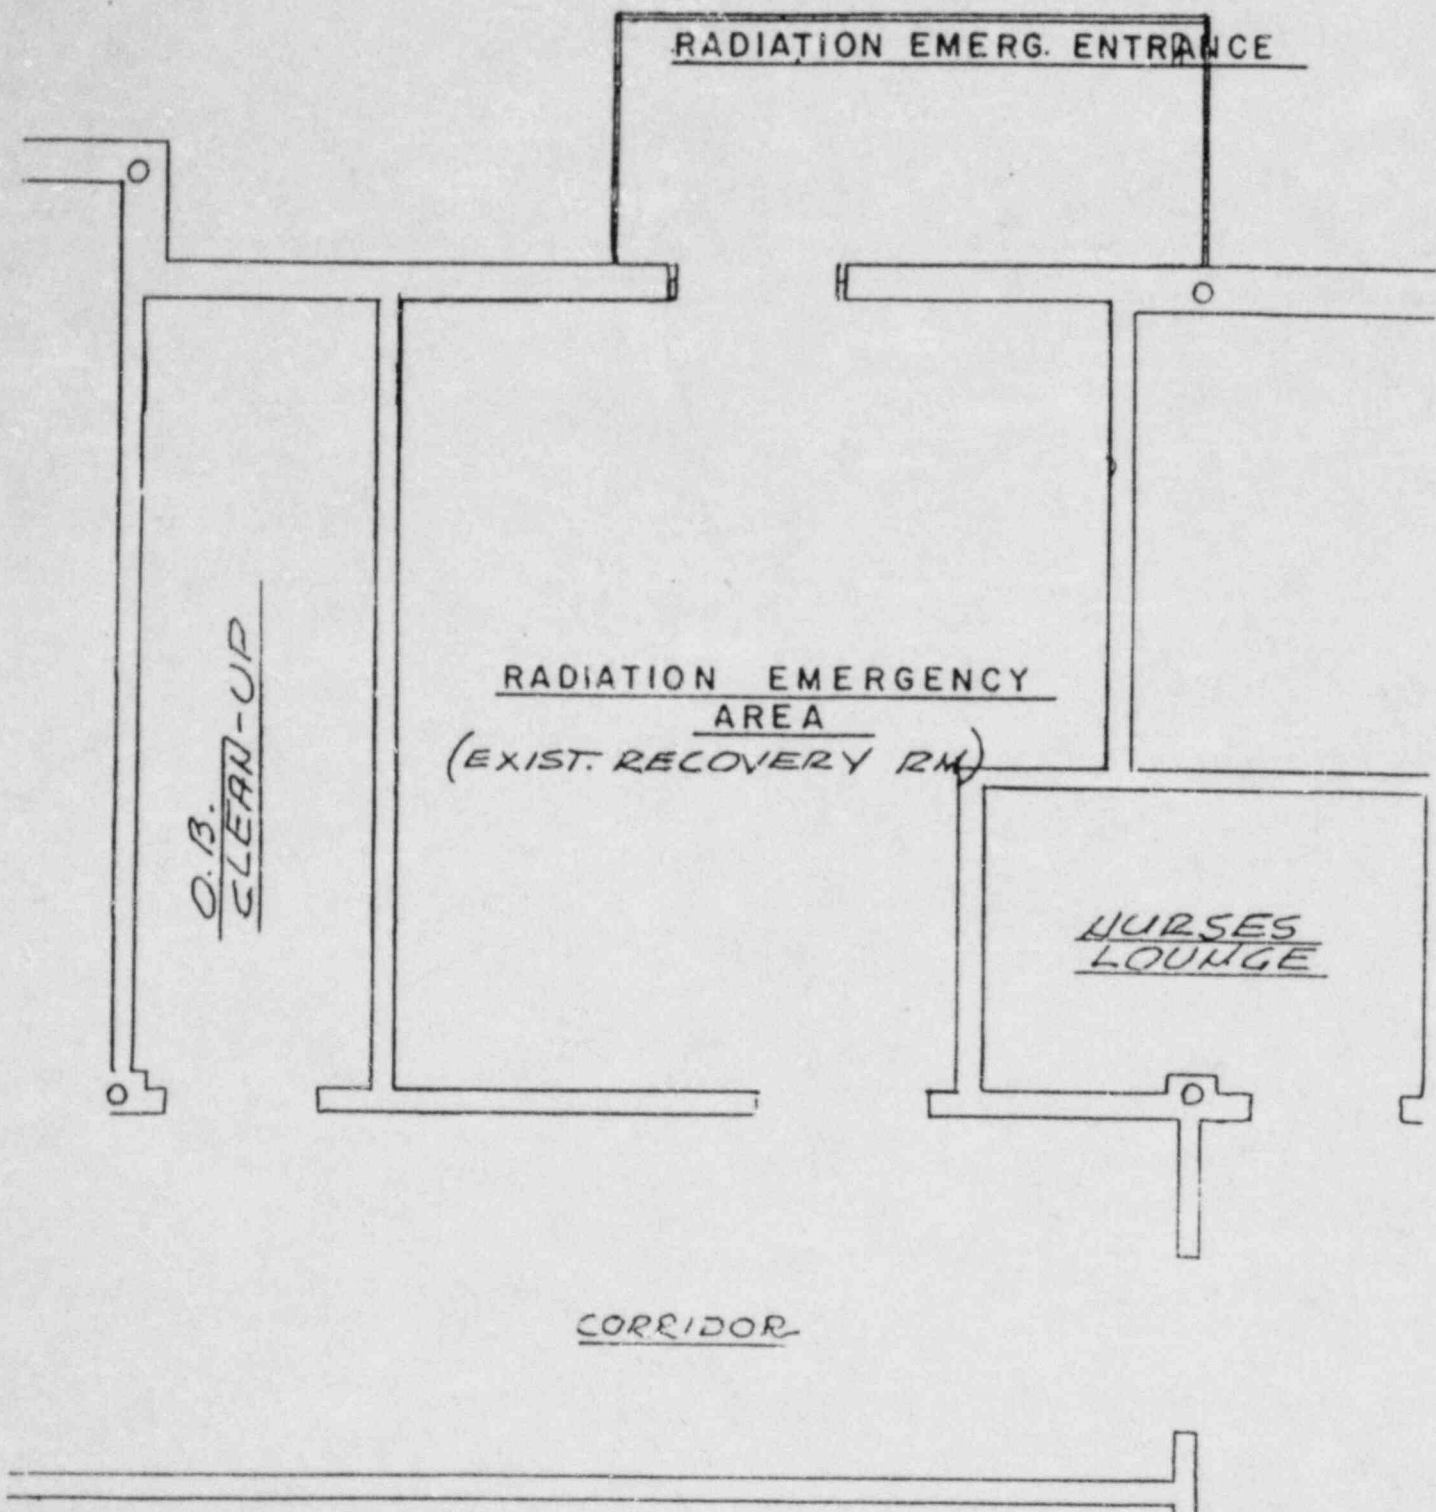 RADIATION EMERG. ENTRANCE
RADIATION EMERGENCY
AREA
(EXIST. RECOVERY RM)
O.B.
CLEAN-UP
NURSES
LOUNGE
CORRIDOR